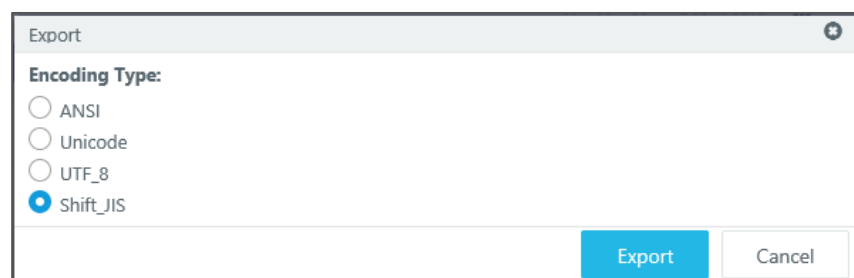 Export
Encoding Type:
ANSI
Unicode
UTF_8
Shift_JIS
Export Cancel